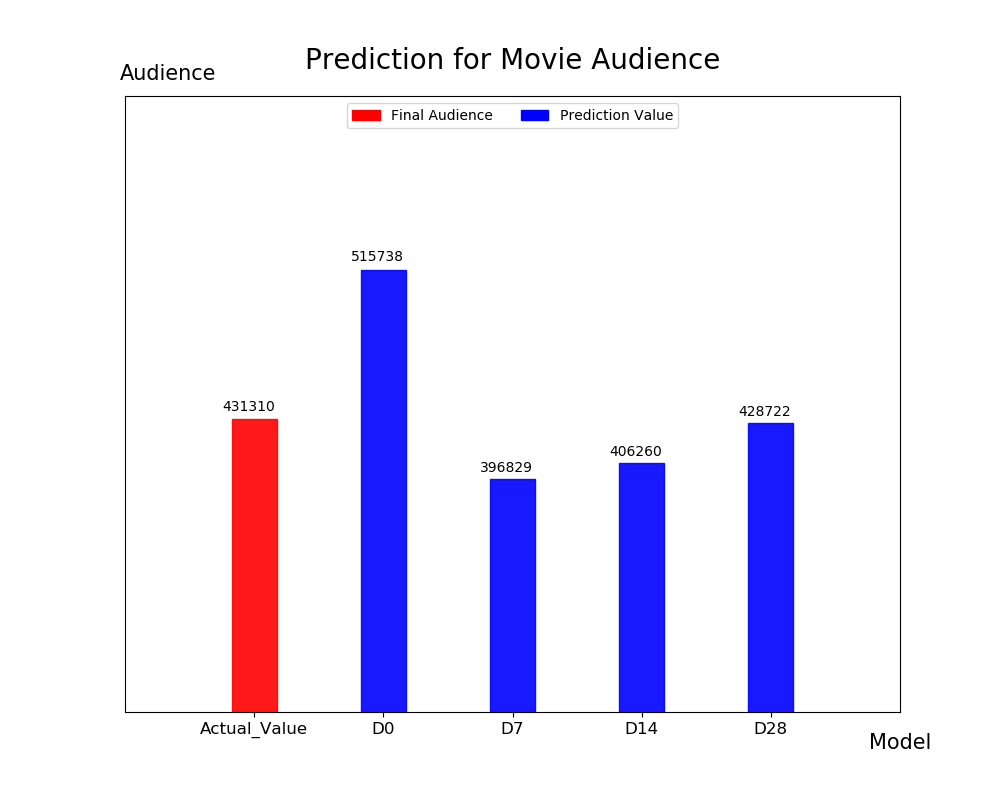 Prediction for Movie Audience
Audience
Final Audience Prediction Value
515738
431310
428722
406260
396829
Actual_Value D0 D7 D14 D28
Model